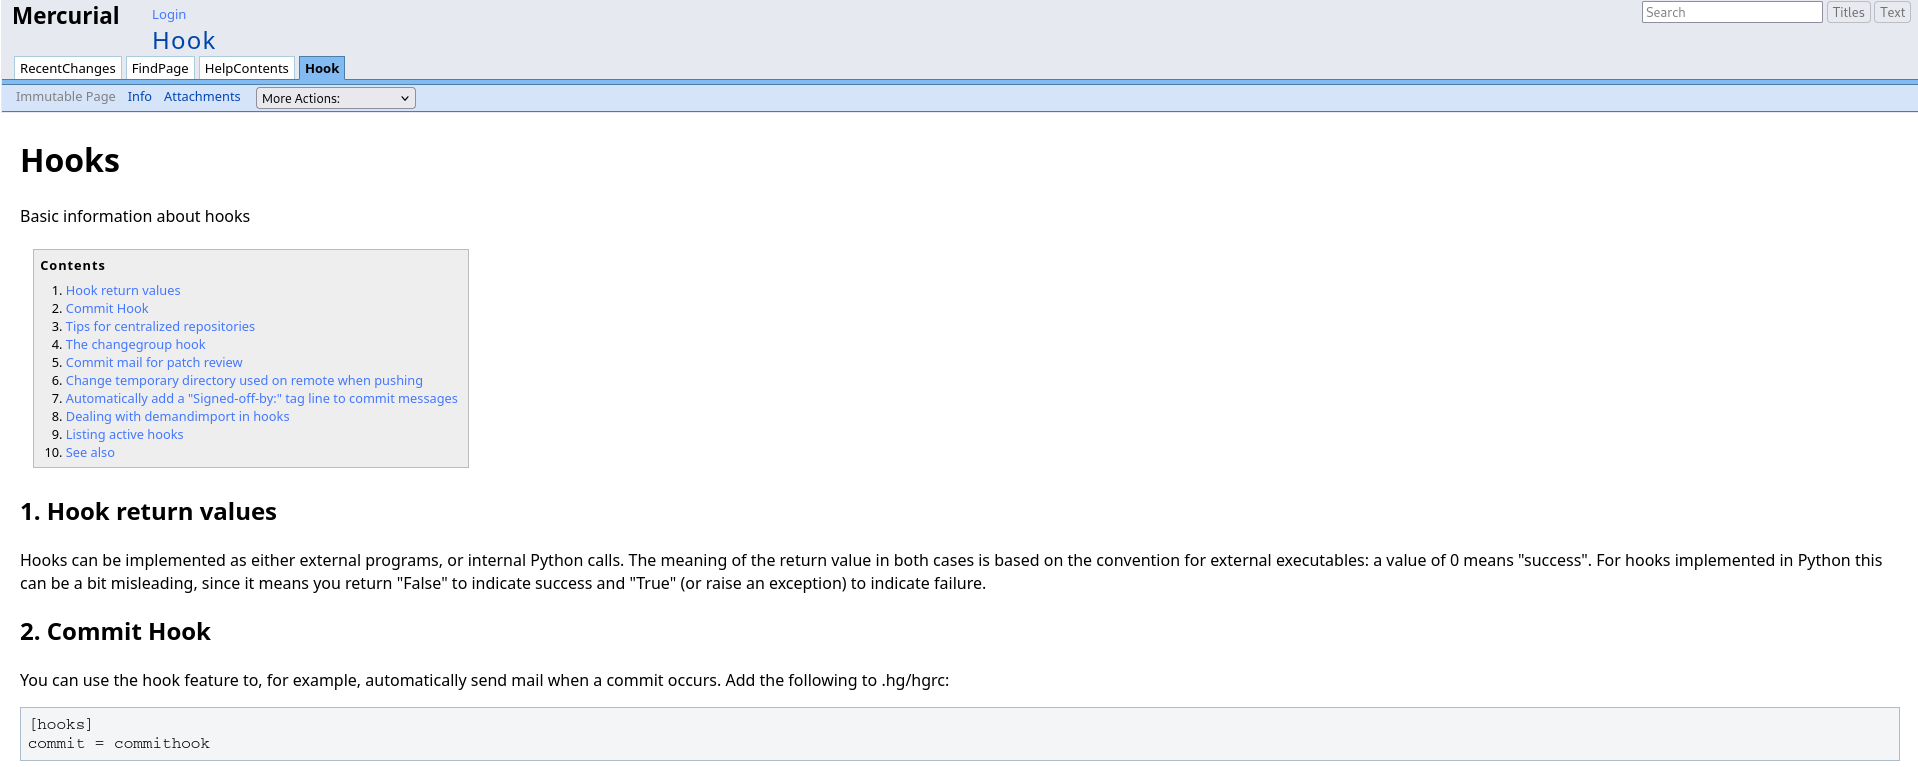 Mercurial
Login
Search
Titles
Text
Hook
RecentChanges
FindPage
HelpContents
Hook
Immutable Page
Info
Attachments
More Actions:
Hooks
Basic information about hooks
Contents
1. Hook return values
2. Commit Hook
3. Tips for centralized repositories
4. The changegroup hook
5. Commit mail for patch review
6. Change temporary directory used on remote when pushing
7. Automatically add a "Signed-off-by:" tag line to commit messages
8. Dealing with demandimport in hooks
9. Listing active hooks
10. See also
1. Hook return values
Hooks can be implemented as either external programs, or internal Python calls. The meaning of the return value in both cases is based on the convention for external executables: a value of 0 means "success". For hooks implemented in Python this
can be a bit misleading, since it means you return "False" to indicate success and "True" (or raise an exception) to indicate failure.
2. Commit Hook
You can use the hook feature to, for example, automatically send mail when a commit occurs. Add the following to .hg/hgrc:
[hooks]
commit = commithook